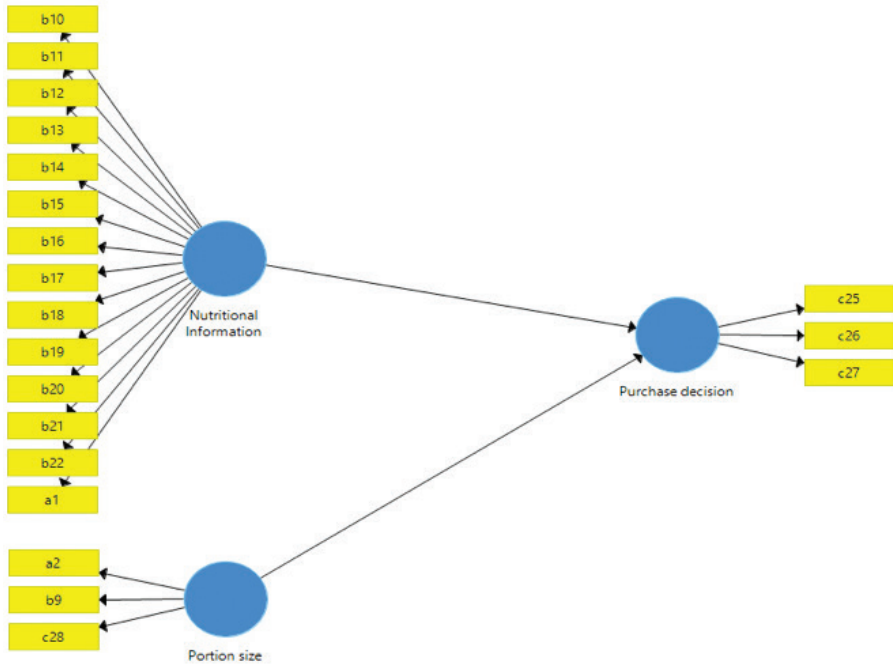 b10
b11
b12
b13
b14
b15
b16
b17
b18
b19
b20
b21
b22
a1
Nutritional
Information
a2
b9
c28
Portion size
Purchase decision
c25
c26
c27